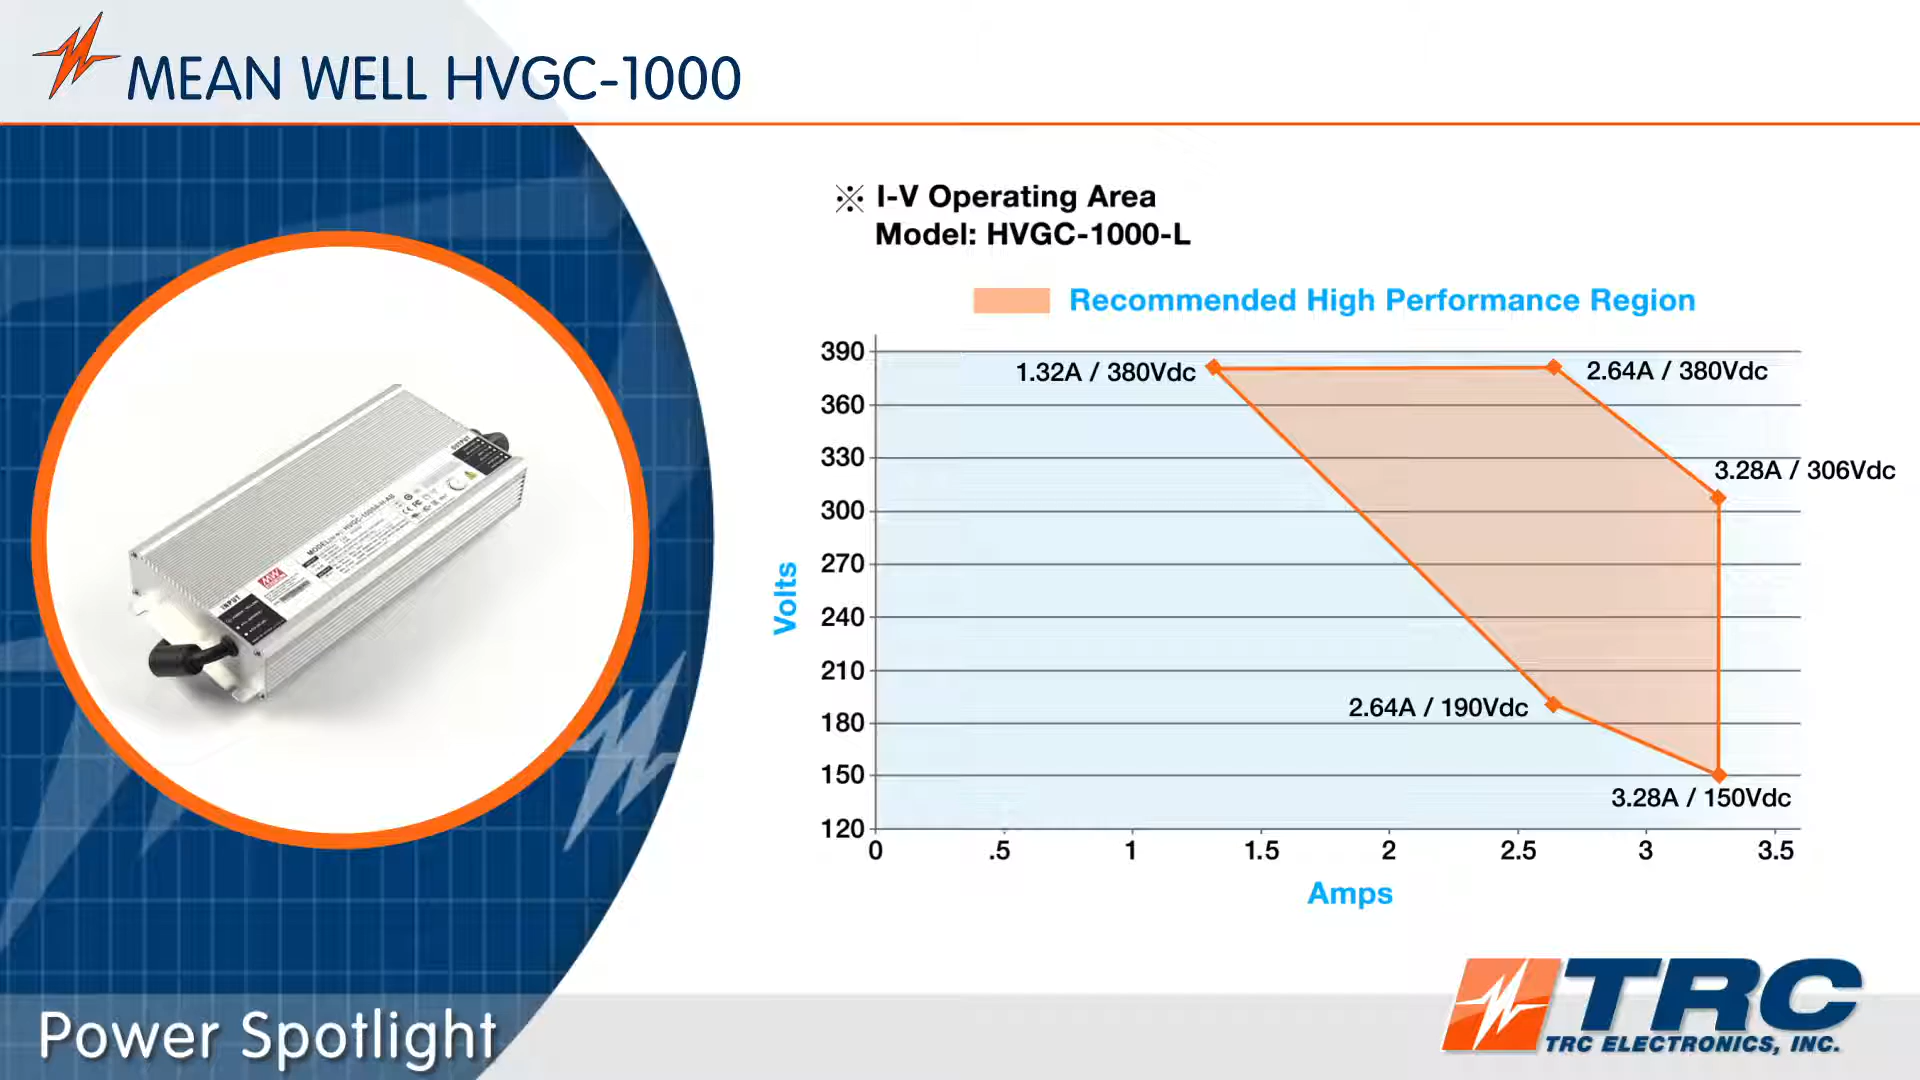 MEAN WELL HVGC-1000
※ I-V Operating Area
Model: HVGC-1000-L
Recommended High Performance Region
390
360
330
300
270
240
210
180
150
120
Volts
1.32A / 380Vdc
2.64A / 380Vdc
3.28A / 306Vdc
2.64A / 190Vdc
3.28A / 150Vdc
0 .5 1 1.5 2 2.5 3 3.5
Amps
OUTPUT
MW
INPUT
Power Spotlight
TRC
TRC ELECTRONICS, INC.